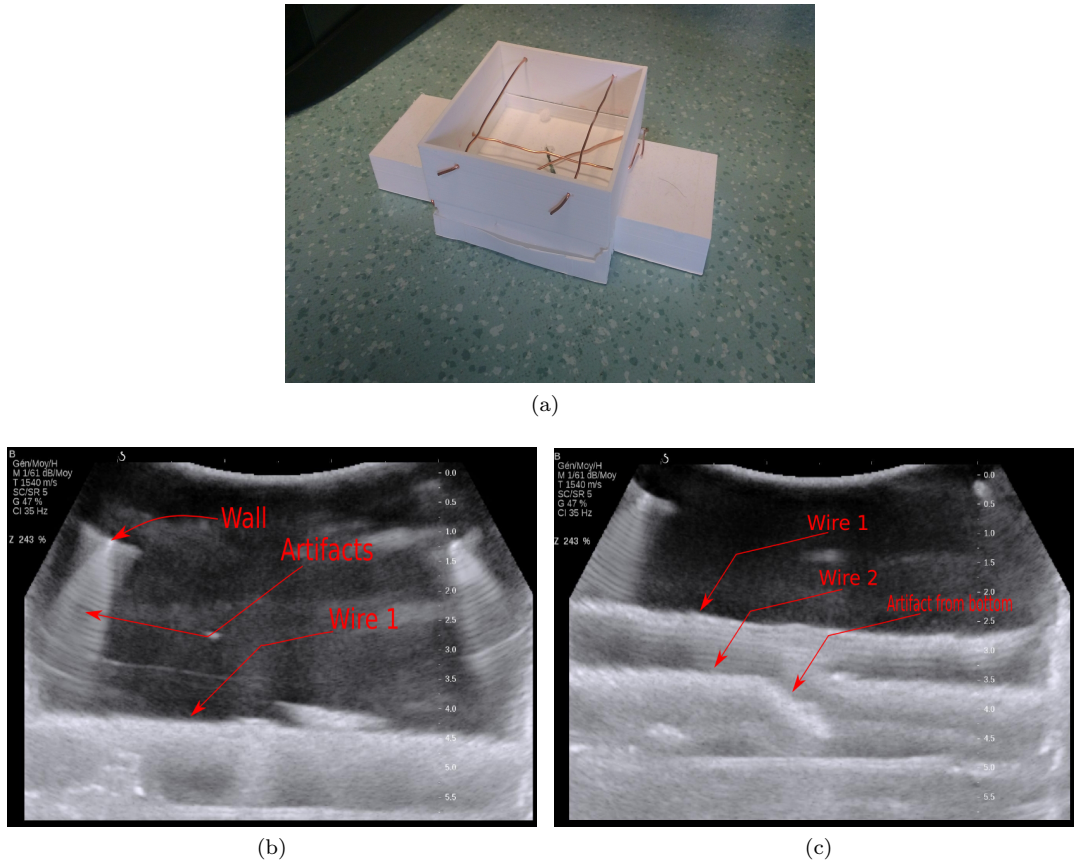 (a)
B
Gén/Moy/H
M 1/61 dB/Moy
T 1540 m/s
SC/SR 5
G 47 %
CI 35 Hz
Z 243 %
S
0.0
0.5
1.0
1.5
2.0
2.5
3.0
3.5
4.0
4.5
5.0
5.5
Wall
Artifacts
Wire 1
(b)
B
Gén/Moy/H
M 1/61 dB/Moy
T 1540 m/s
SC/SR 5
G 47 %
CI 35 Hz
Z 243 %
S
0.0
0.5
1.0
1.5
2.0
2.5
3.0
3.5
4.0
4.5
5.0
5.5
Wire 1
Wire 2
Artifact from bottom
(c)